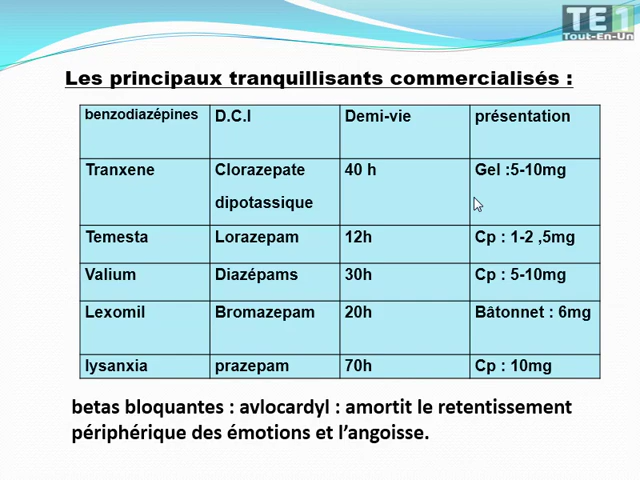 TE1
Tout-En-Un
Les principaux tranquillisants commercialisés :
benzodiazépines D.C.I Demi-vie présentation
Tranxene Clorazepate 40 h Gel :5-10mg
dipotassique
Temesta Lorazepam 12h Cp : 1-2 ,5mg
Valium Diazépams 30h Cp : 5-10mg
Lexomil Bromazepam 20h Bâtonnet : 6mg
lysanxia prazepam 70h Cp : 10mg
betas bloquantes : avlocardyl : amortit le retentissement
périphérique des émotions et l’angoisse.